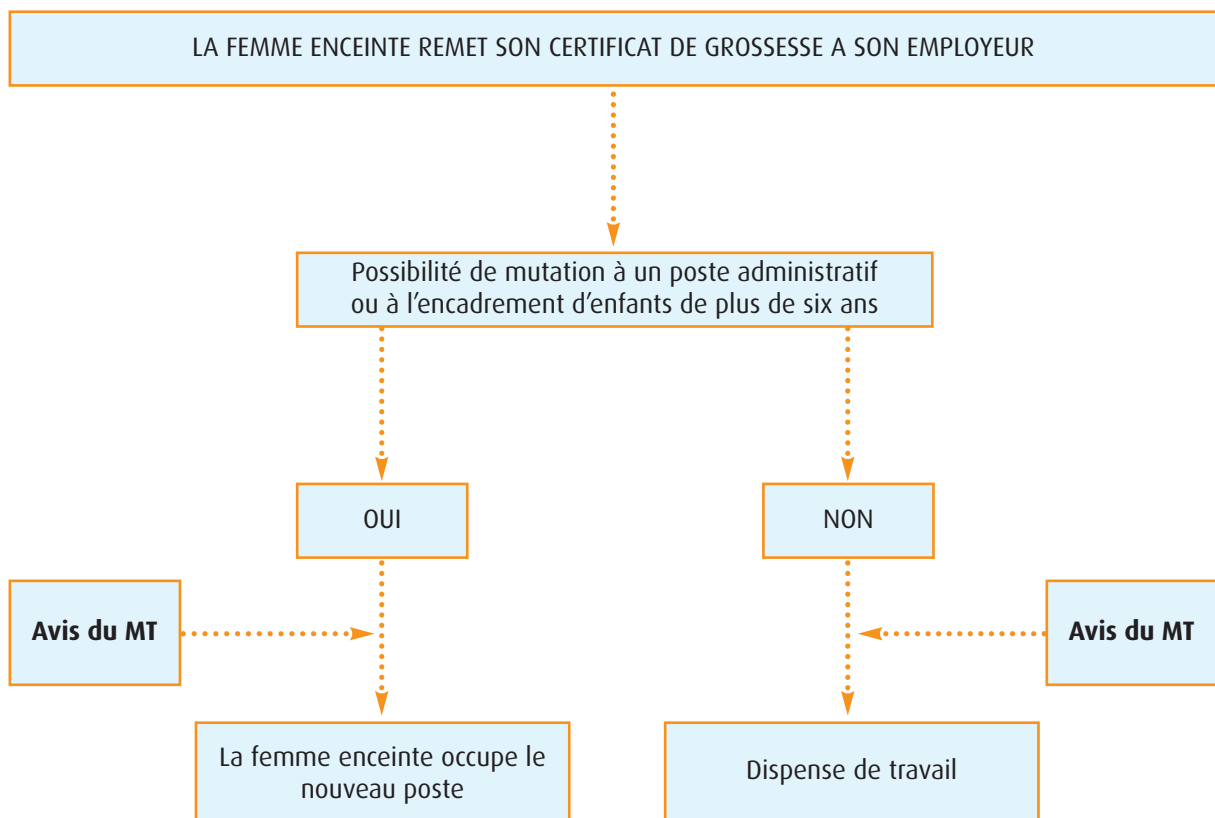 LA FEMME ENCEINTE REMET SON CERTIFICAT DE GROSSESSE A SON EMPLOYEUR
Possibilité de mutation à un poste administratif
ou à l’encadrement d’enfants de plus de six ans
OUI
NON
Avis du MT
Avis du MT
La femme enceinte occupe le
nouveau poste
Dispense de travail